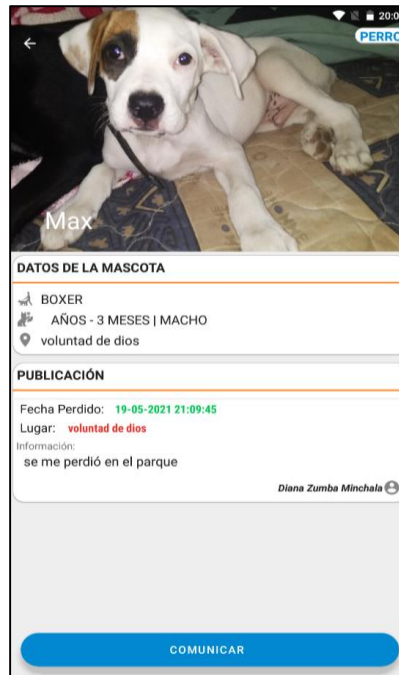 20:0
PERRO
Max
DATOS DE LA MASCOTA
BOXER
AÑOS - 3 MESES | MACHO
voluntad de dios
PUBLICACIÓN
Fecha Perdido: 19-05-2021 21:09:45
Lugar: voluntad de dios
Información:
se me perdió en el parque
Diana Zumba Minchala
COMUNICAR